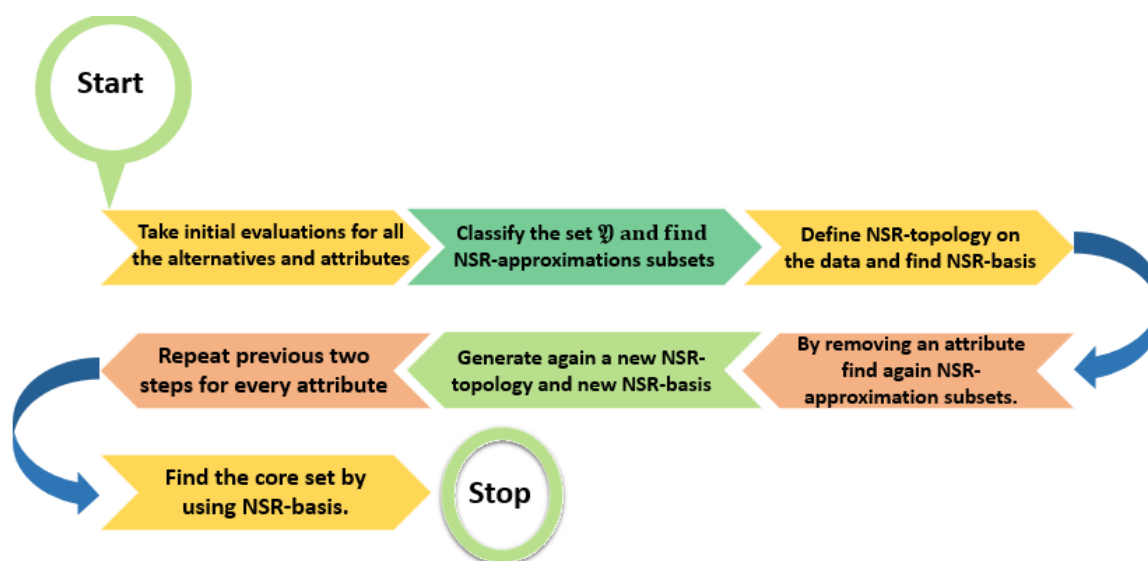 Start
Take initial evaluations for all
the alternatives and attributes
Classify the set 𝖄 and find
NSR-approximations subsets
Define NSR-topology on
the data and find NSR-basis
By removing an attribute
find again NSR-
approximation subsets.
Generate again a new NSR-
topology and new NSR-basis
Repeat previous two
steps for every attribute
Find the core set by
using NSR-basis.
Stop